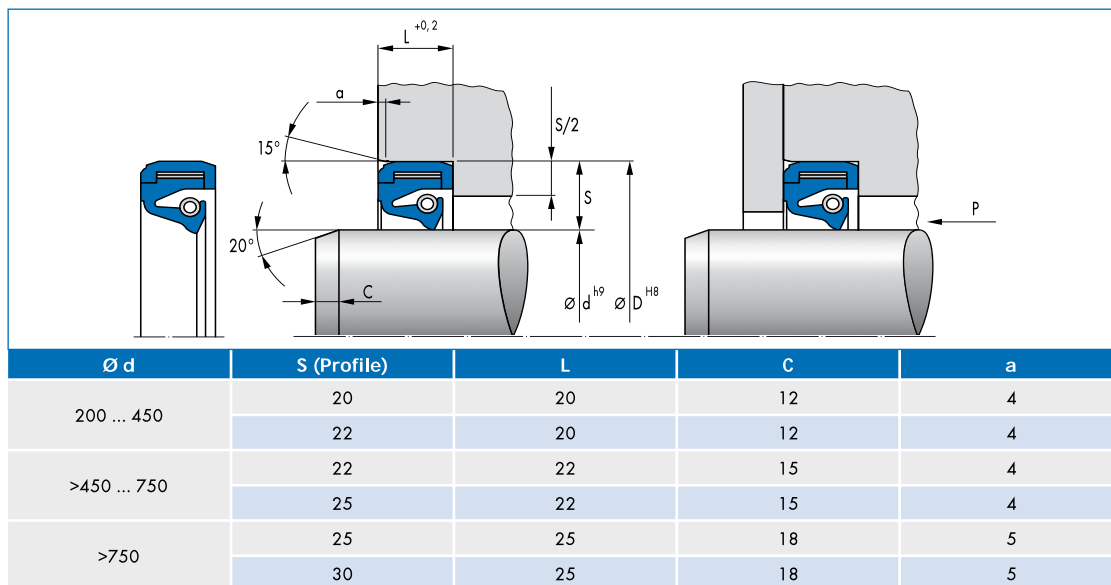 L +0,2
a
S/2
15°
S
P
20°
C
Ø d h9
Ø D H8
Ø d S (Profile) L C a
200 ... 450 20 20 12 4
22 20 12 4
>450 ... 750 22 22 15 4
25 22 15 4
>750 25 25 18 5
30 25 18 5